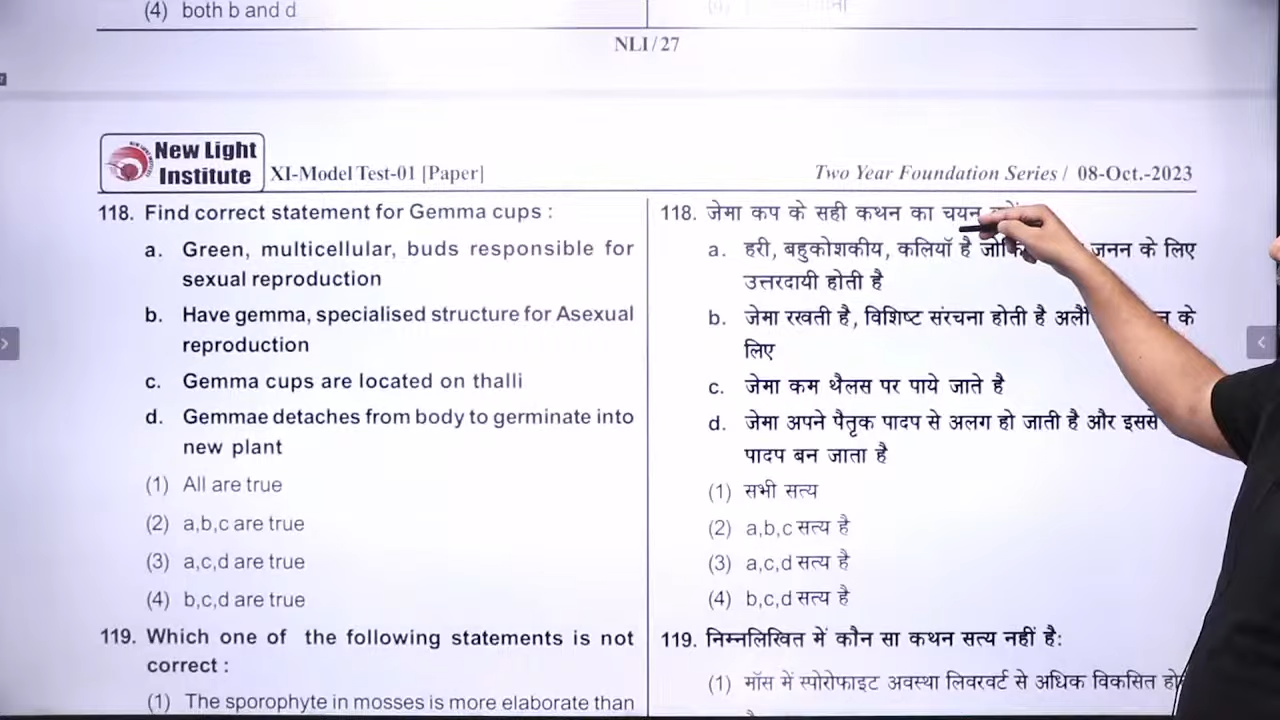 (4) both b and d
NLI/27
New Light
Institute
XI-Model Test-01 [Paper]
Two Year Foundation Series / 08-Oct.-2023
118. Find correct statement for Gemma cups :
a. Green, multicellular, buds responsible for
sexual reproduction
b. Have gemma, specialised structure for Asexual
reproduction
c. Gemma cups are located on thalli
d. Gemmae detaches from body to germinate into
new plant
(1) All are true
(2) a,b,c are true
(3) a,c,d are true
(4) b,c,d are true
119. Which one of the following statements is not
correct :
(1) The sporophyte in mosses is more elaborate than
118. जेमा कप के सही कथन का चयन
a. हरी, बहुकोशकीय, कलियॉ है जनन के लिए
उत्तरदायी होती है
b. जेमा रखती है, विशिष्ट संरचना होती है के
लिए
c. जेमा कम थैलस पर पाये जाते है
d. जेमा अपने पैतृक पादप से अलग हो जाती है और इससे
पादप बन जाता है
(1) सभी सत्य
(2) a,b,c सत्य है
(3) a,c,d सत्य है
(4) b,c,d सत्य है
119. निम्नलिखित में कौन सा कथन सत्य नहीं है:
(1) मॉस में स्पोरोफाइट अवस्था लिवरवर्ट से अधिक विकसित